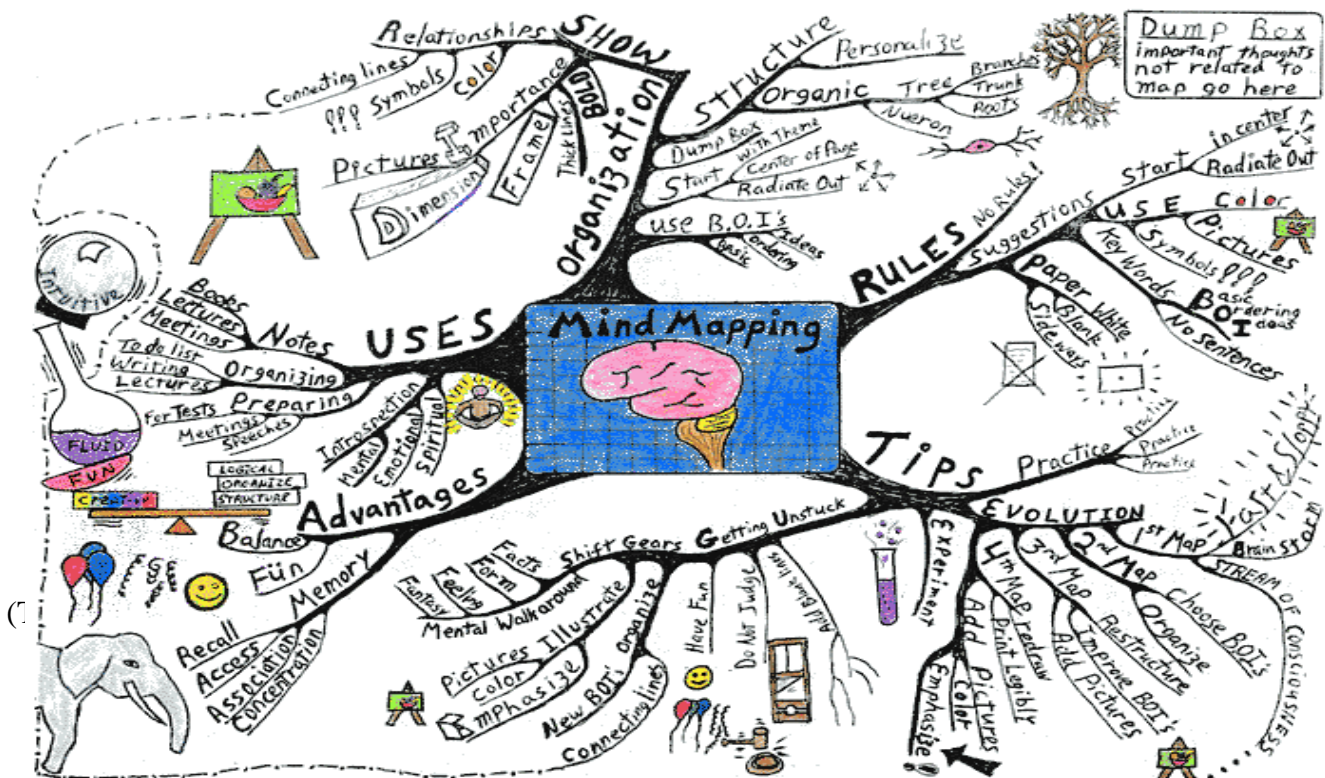 Mind Mapping
SHOW
Organization
Relationships
Connecting lines
!!! Symbols
Color
Importance
BOLD
Thick Lines
Frame
Pictures
Dimension
Structure
Personalize
Organic
Tree
Branches
Trunk
Roots
Nueron
Dump Box
Start
with Theme
Center of Page
Radiate Out
use B.O.I's
Basic
Ordering
Ideas
Dump Box
important thoughts
not related to
map go here
RULES
No Rules!
Suggestions
Start
in center
Radiate Out
USE
Color
Pictures
Symbols !!!
Key Words
Basic
Ordering
Ideas
No Sentences
Paper
White
Blank
Sideways
TIPS
Practice
Practice
Practice
Practice
EVOLUTION
1st Map
Fast & Sloppy
Brain Storm
STREAM OF CONSCIOUSNESS
2nd Map
Choose BOI's
Organize
3rd Map
Restructure
Improve BOI's
Add Pictures
4th Map
redraw
Print Legibly
Add Pictures
Color
Emphasize!
Experiment
Getting Unstuck
Add Blank lines
Do Not Judge
Have Fun
Organize
Connecting lines
New BOI's
Shift Gears
Illustrate
Pictures
Color
Emphasize
Mental Walkaround
Facts
Form
Feeling
Fantasy
Advantages
Memory
Recall
Access
Association
Concentration
Fün
Balance
LOGICAL
ORGANIZE
STRUCTURE
FUN
FLUID
Intuitive
USES
Notes
Books
Lectures
Meetings
Organizing
To do list
Writing
Lectures
Preparing
For Tests
Meetings
Speeches
Introspection
Mental
Emotional
Spiritual
(T